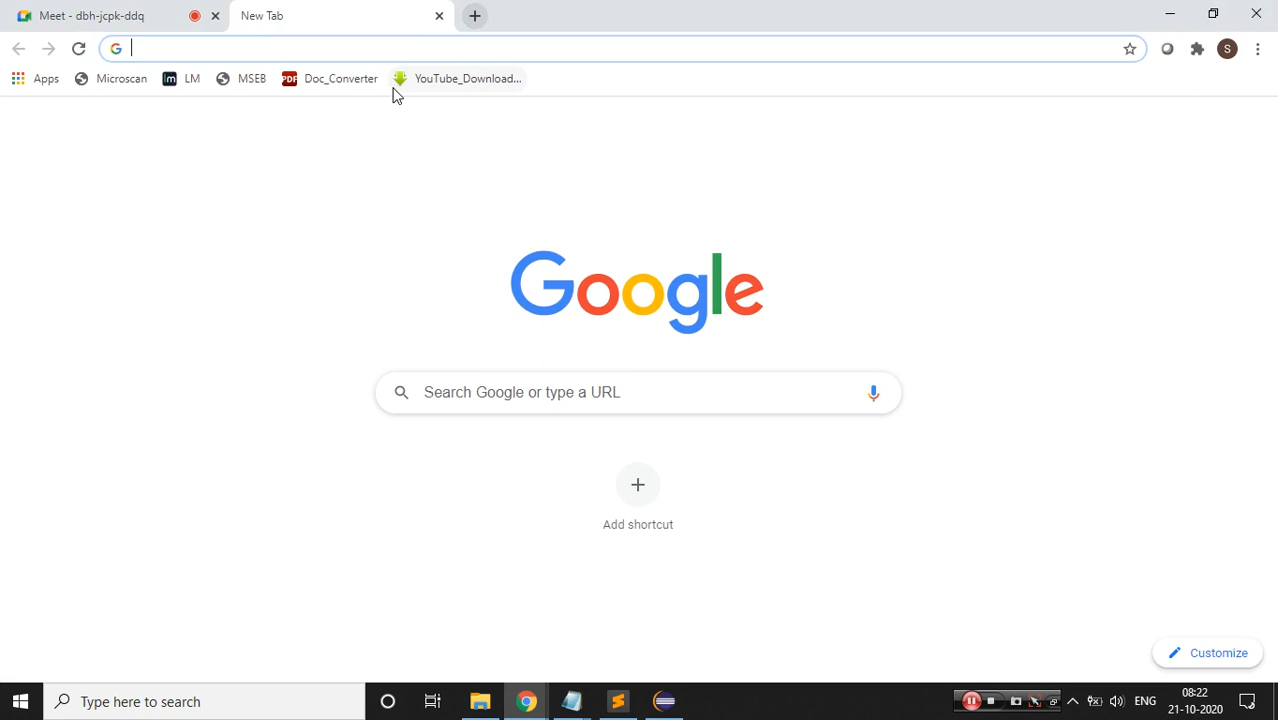 Meet - dbh-jcpk-ddq
New Tab
Apps
Microscan
LM
MSEB
Doc_Converter
YouTube_Download...
Google
Search Google or type a URL
Add shortcut
Customize
Type here to search
ENG
08:22
21-10-2020